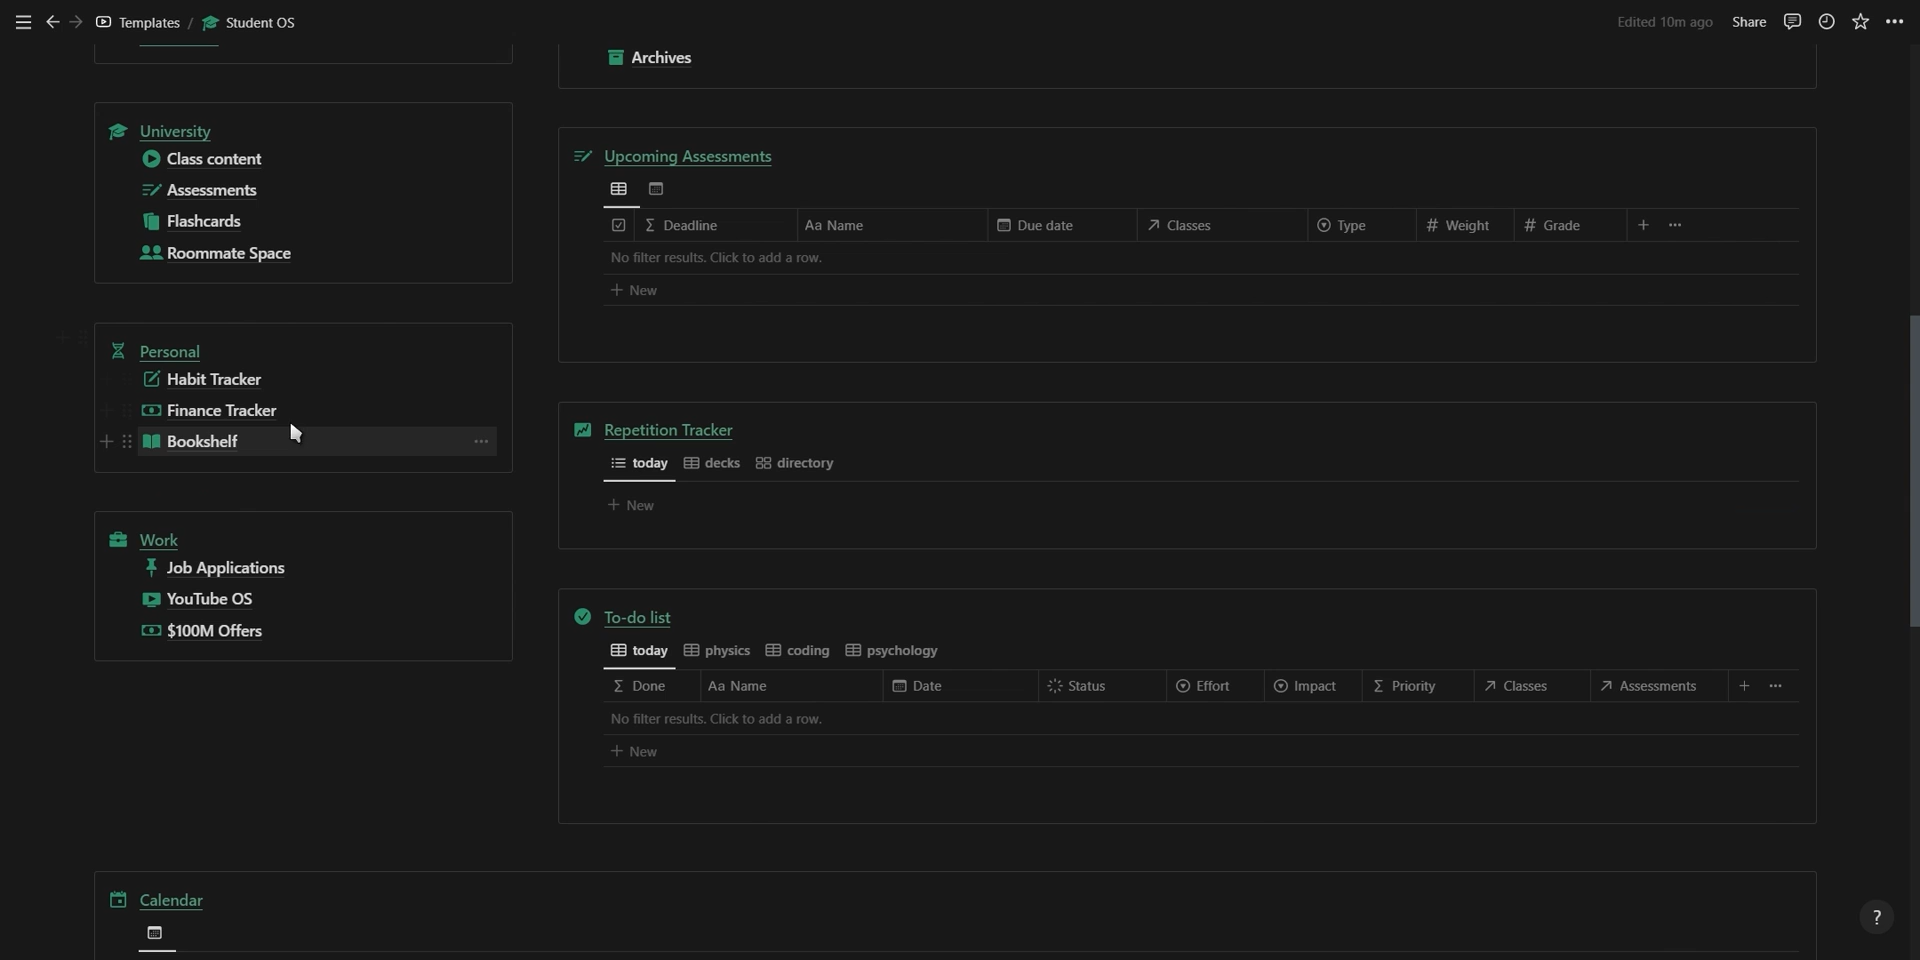 Templates / Student OS
Edited 10m ago Share
Archives
University
Class content
Assessments
Flashcards
Roommate Space
Personal
Habit Tracker
Finance Tracker
Bookshelf
Work
Job Applications
YouTube OS
$100M Offers
Upcoming Assessments
Deadline Aa Name Due date Classes Type # Weight # Grade
No filter results. Click to add a row.
+ New
Repetition Tracker
today decks directory
+ New
To-do list
today physics coding psychology
Σ Done Aa Name Date Status Effort Impact Σ Priority Classes Assessments
No filter results. Click to add a row.
+ New
Calendar
?